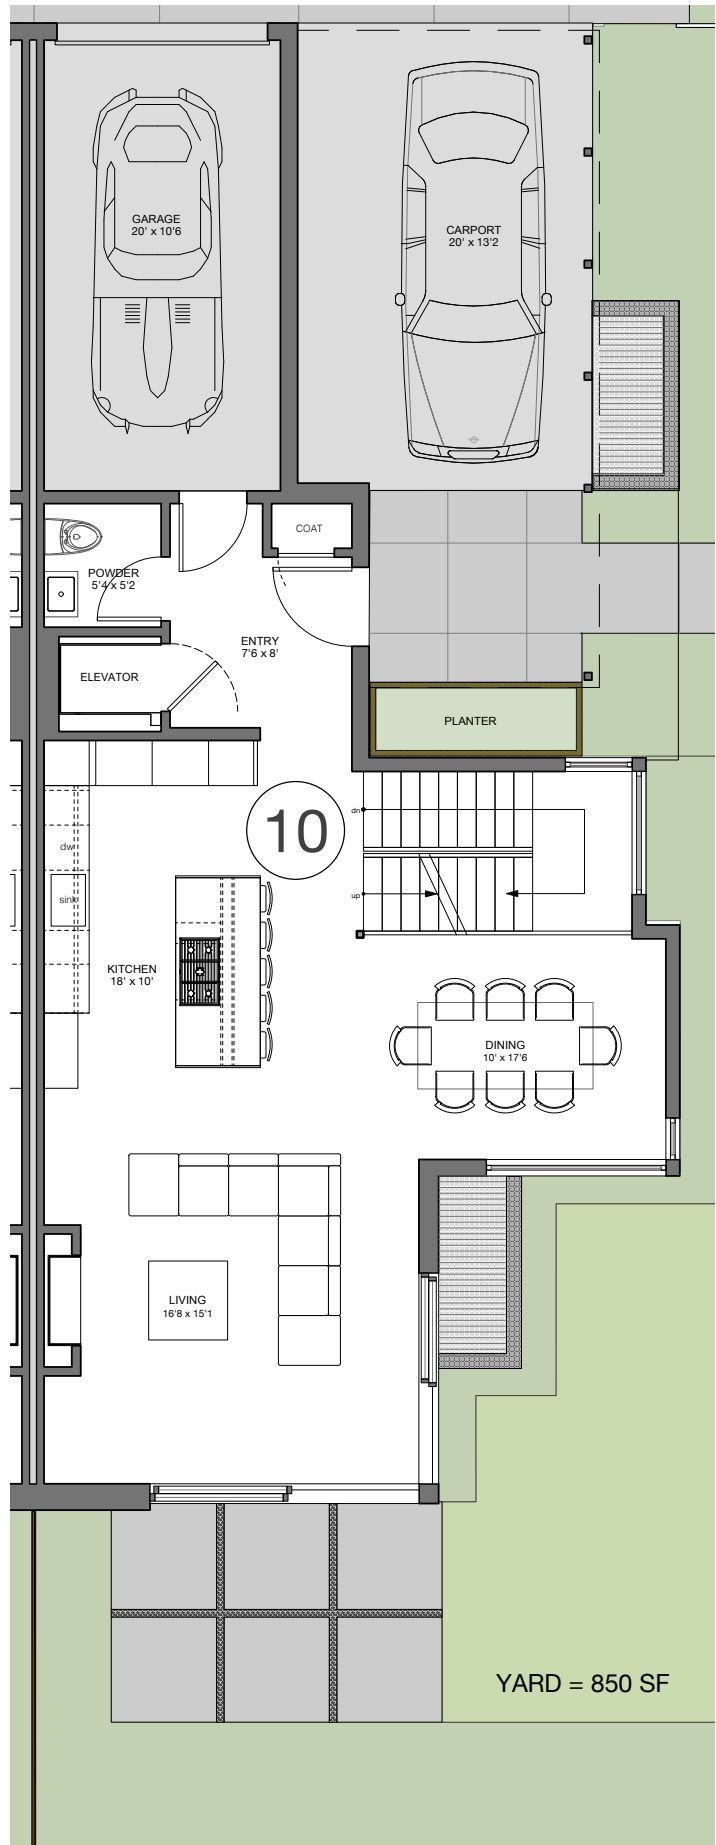 GARAGE
20' x 10'6
CARPORT
20' x 13'2
COAT
POWDER
5'4 x 5'2
ENTRY
7'6 x 8'
ELEVATOR
PLANTER
10
dn
dw
up
sink
KITCHEN
18' x 10'
DINING
10' x 17'6
LIVING
16'8 x 15'1
YARD = 850 SF